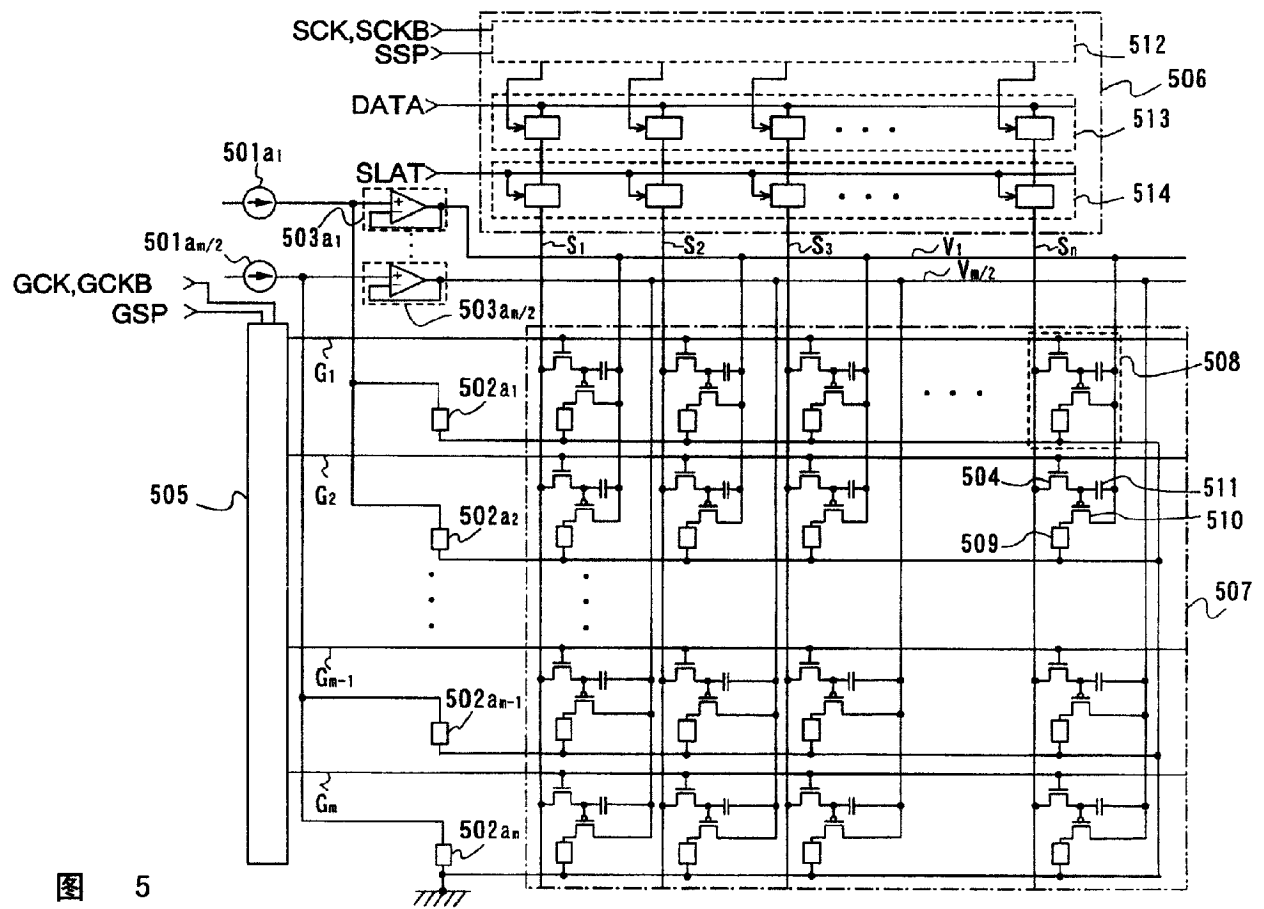 SCK,SCKB
SSP
512
506
DATA
513
501a1
SLAT
514
503a1
501am/2
S1
S2
S3
Sn
V1
Vm/2
GCK,GCKB
GSP
503am/2
G1
508
502a1
505
G2
504
511
502a2
510
509
507
Gm-1
502am-1
Gm
502am
图 5